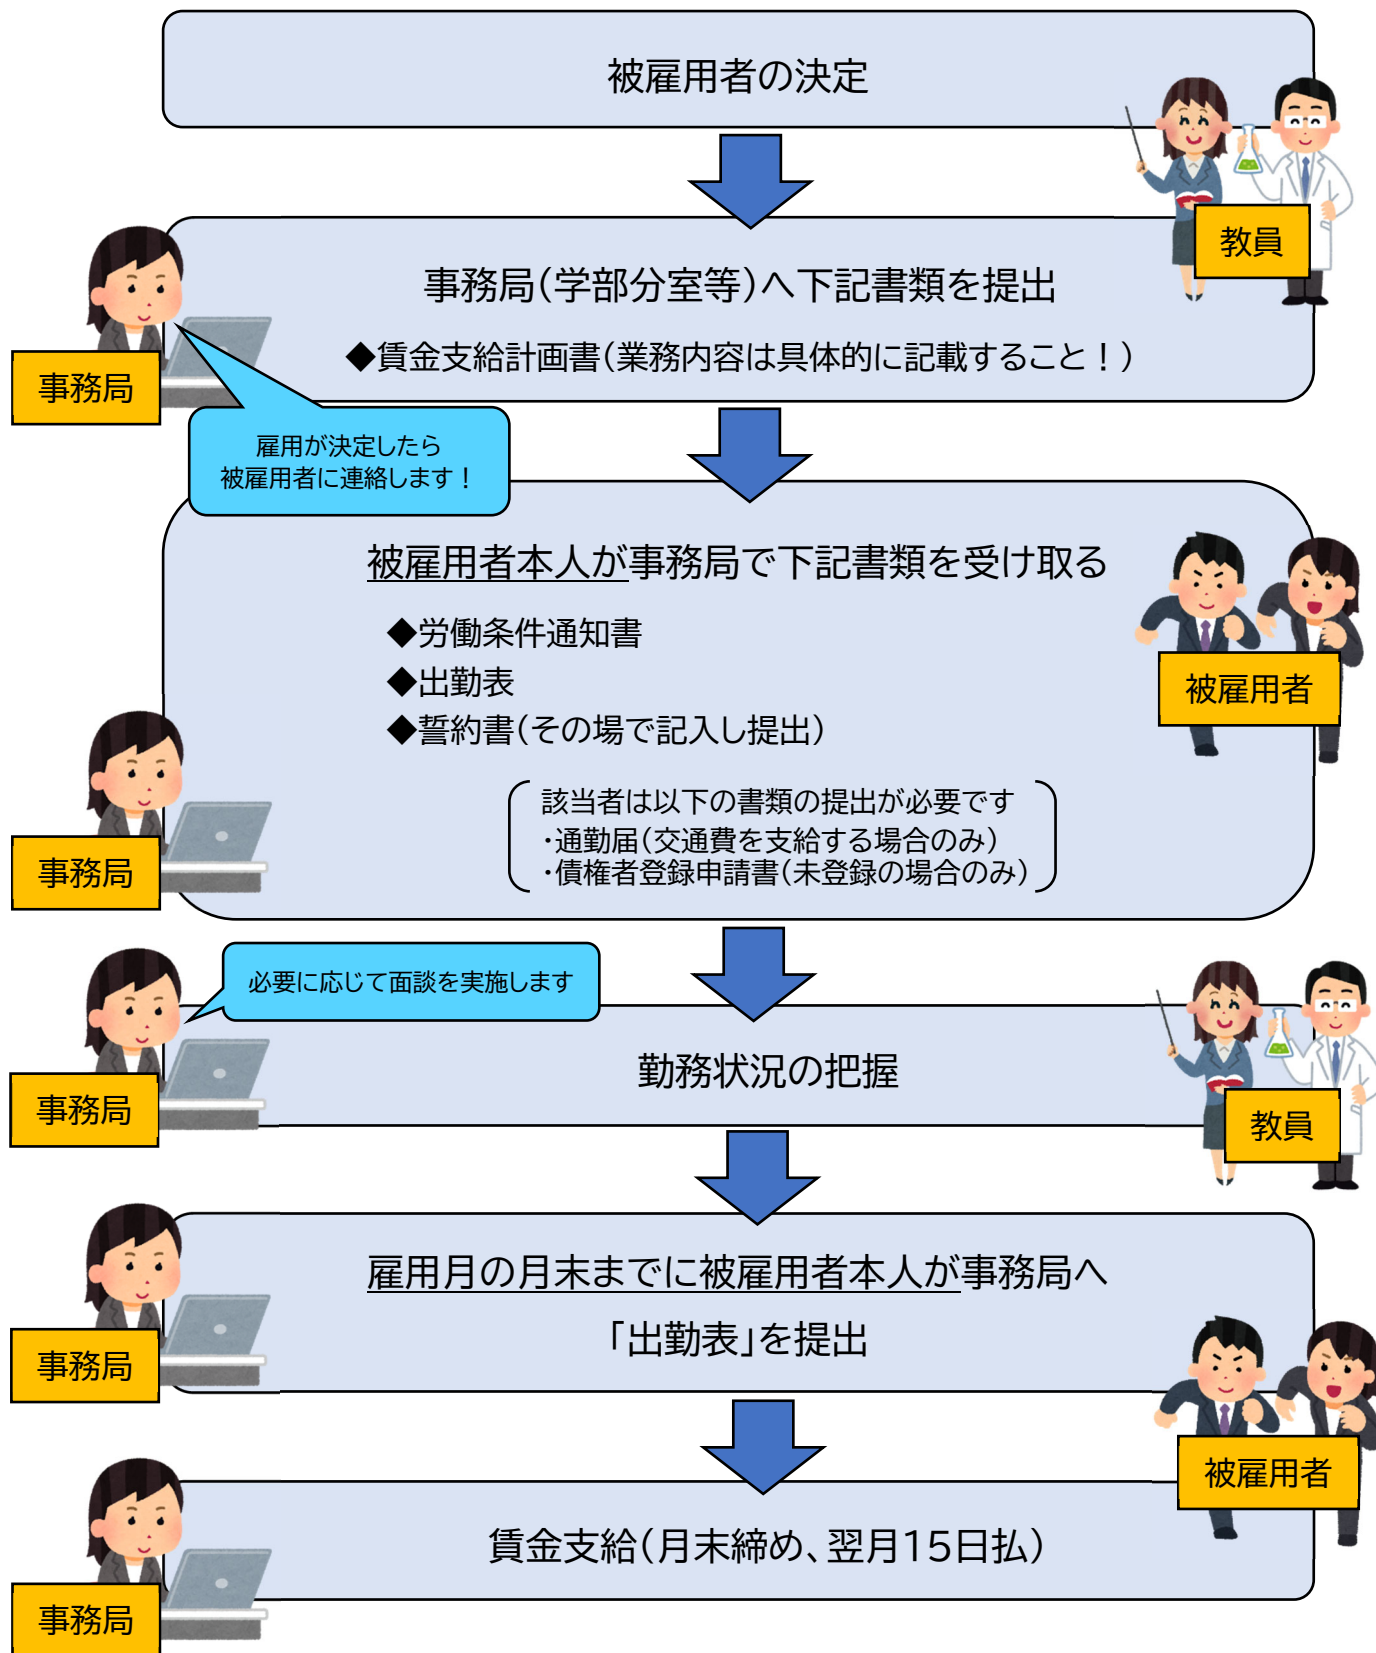 被雇用者の決定
教員
事務局(学部分室等)へ下記書類を提出
◆賃金支給計画書(業務内容は具体的に記載すること！)
事務局
雇用が決定したら
被雇用者に連絡します！
被雇用者本人が事務局で下記書類を受け取る
◆労働条件通知書
◆出勤表
◆誓約書(その場で記入し提出)
被雇用者
該当者は以下の書類の提出が必要です
・通勤届(交通費を支給する場合のみ)
・債権者登録申請書(未登録の場合のみ)
事務局
必要に応じて面談を実施します
勤務状況の把握
事務局
教員
雇用月の月末までに被雇用者本人が事務局へ
「出勤表」を提出
事務局
被雇用者
賃金支給(月末締め、翌月15日払)
事務局